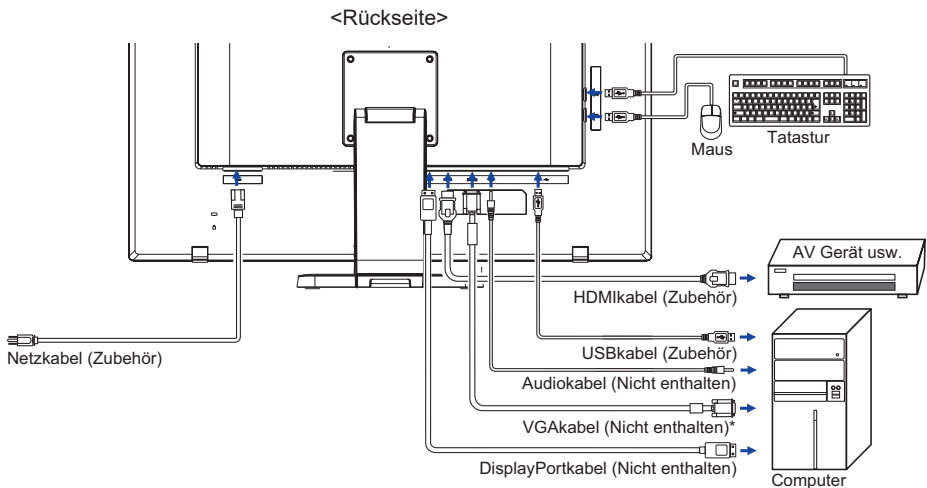 <Rückseite>
Maus
Tatastur
AV Gerät usw.
HDMIkabel (Zubehör)
Netzkabel (Zubehör)
USBkabel (Zubehör)
Audiokabel (Nicht enthalten)
VGAkabel (Nicht enthalten)*
DisplayPortkabel (Nicht enthalten)
Computer